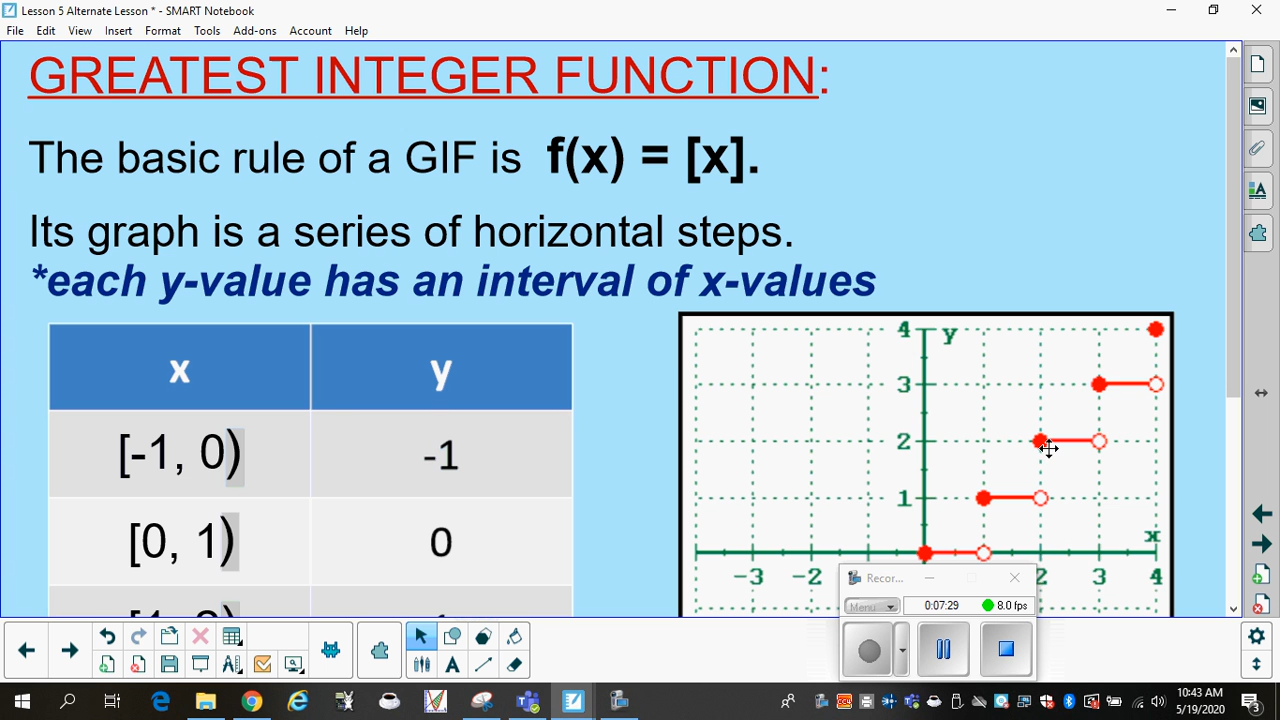 Lesson 5 Alternate Lesson * - SMART Notebook
File Edit View Insert Format Tools Add-ons Account Help
GREATEST INTEGER FUNCTION:
The basic rule of a GIF is f(x) = [x].
Its graph is a series of horizontal steps.
*each y-value has an interval of x-values
x y
[-1, 0) -1
[0, 1) 0
4 y
3
2
1
x
-3 -2 2 3 4
Recor...
Menu 0:07:29 8.0 fps
10:43 AM
5/19/2020
3